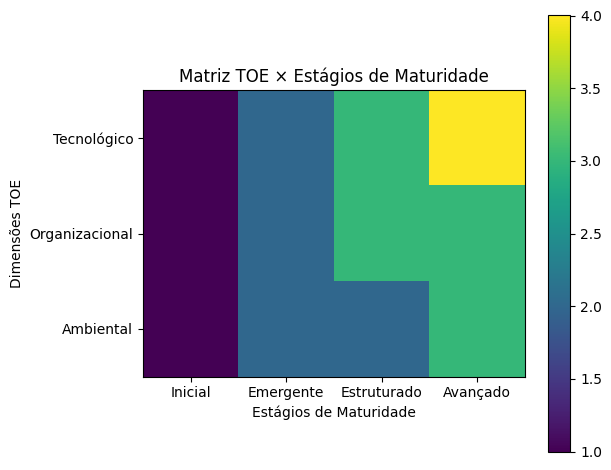 Matriz TOE × Estágios de Maturidade
Dimensões TOE
Tecnológico
Organizacional
Ambiental
Inicial
Emergente
Estruturado
Avançado
Estágios de Maturidade
4.0
3.5
3.0
2.5
2.0
1.5
1.0